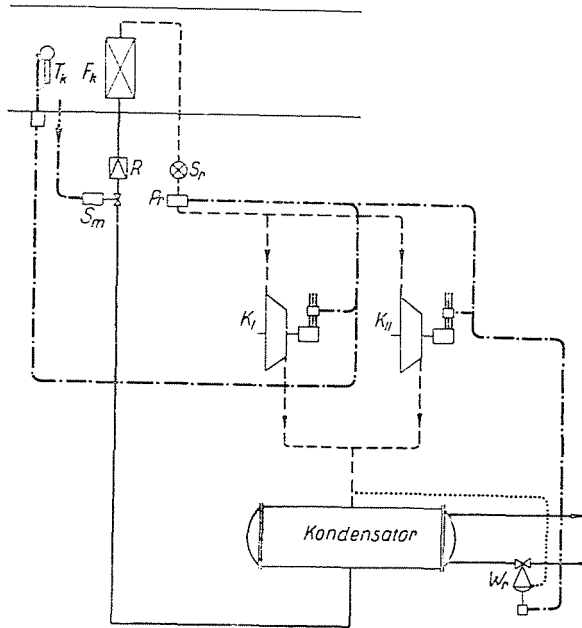 T_k
F_k
R
S_r
P_r
S_m
K_I
K_II
Kondensator
W_r